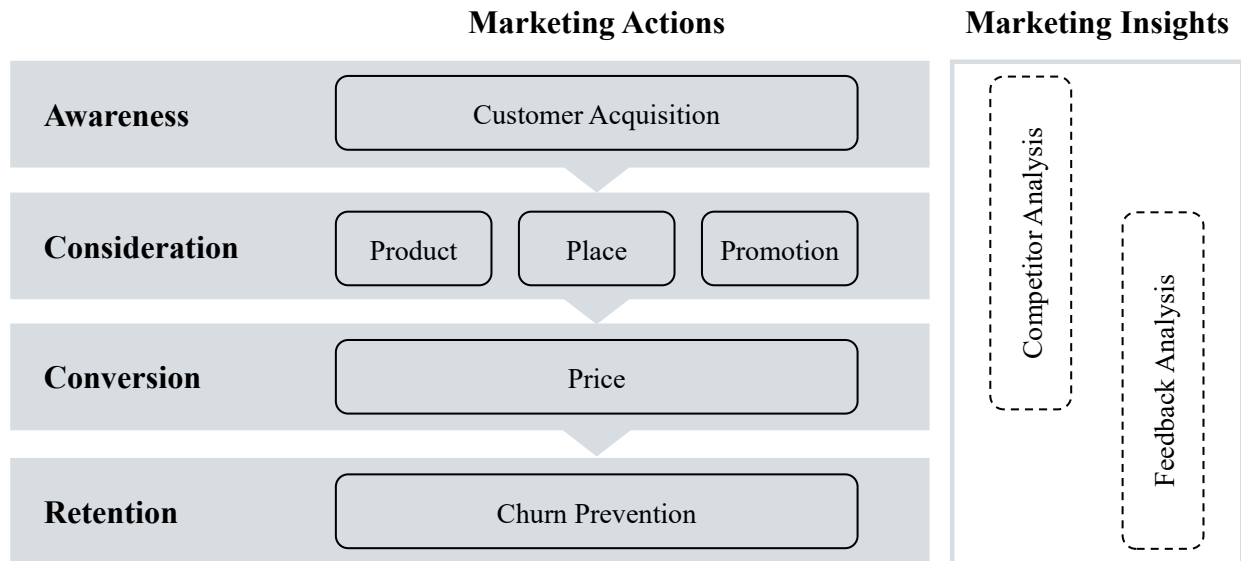 Marketing Actions
Marketing Insights
Awareness
Customer Acquisition
Consideration
Product
Place
Promotion
Conversion
Price
Retention
Churn Prevention
Competitor Analysis
Feedback Analysis